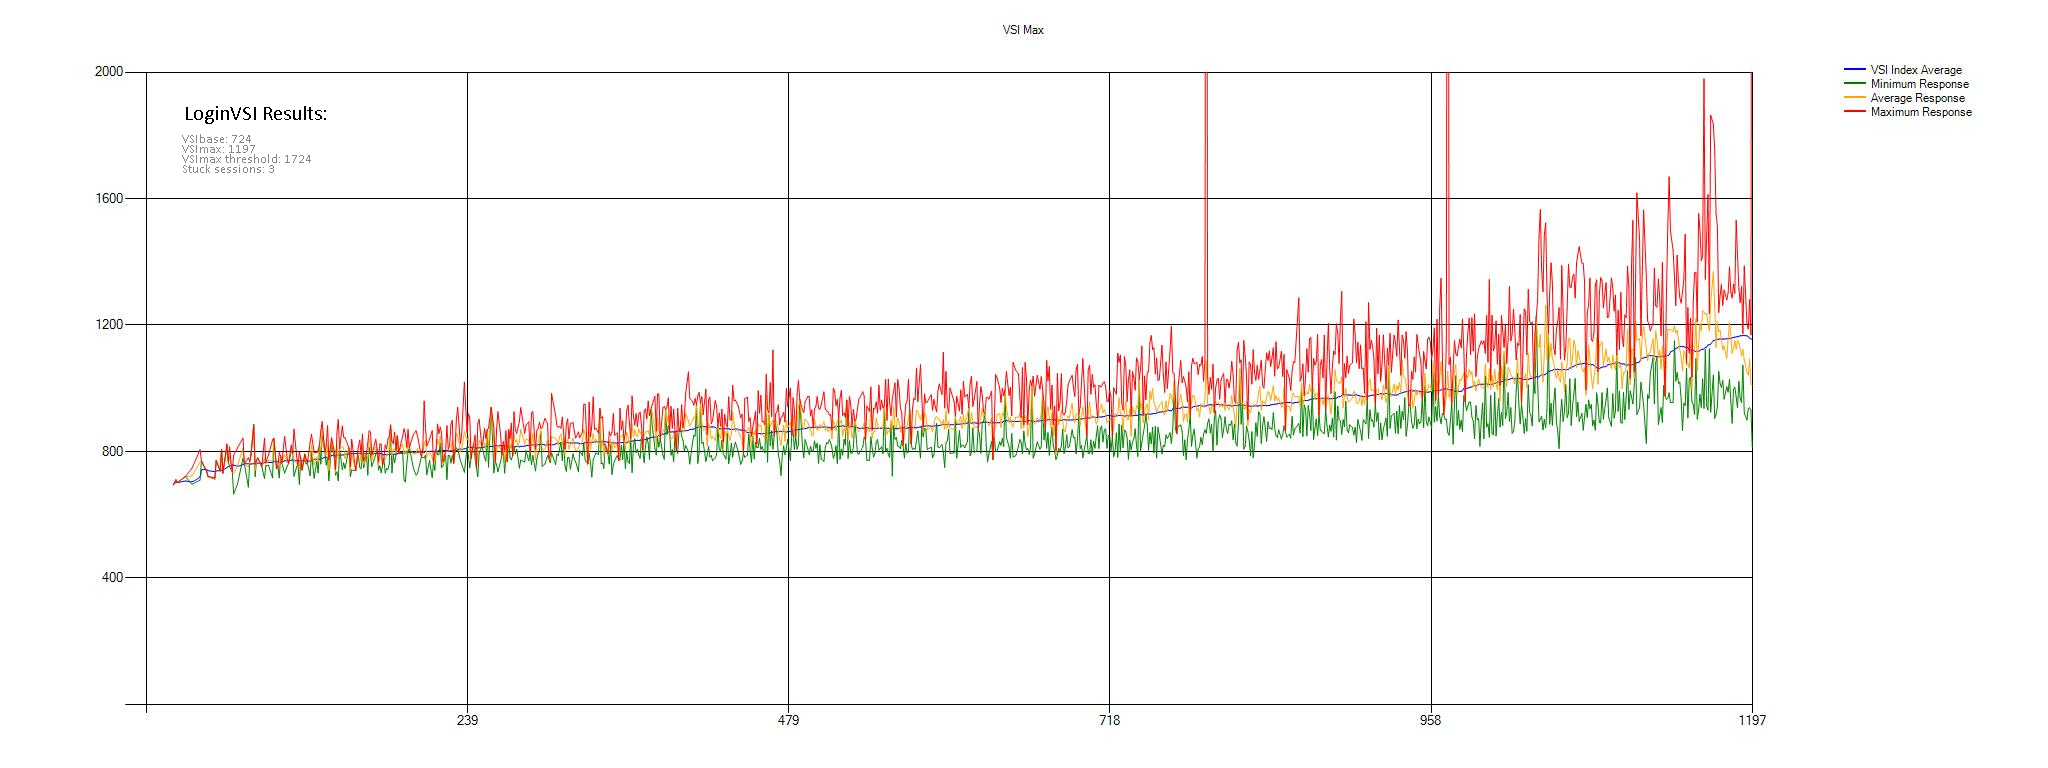 VSI Max
2000
1600
1200
800
400
LoginVSI Results:
VSIbase: 724
VSImax: 1197
VSImax threshold: 1724
Stuck sessions: 3
VSI Index Average
Minimum Response
Average Response
Maximum Response
239
479
718
958
1197